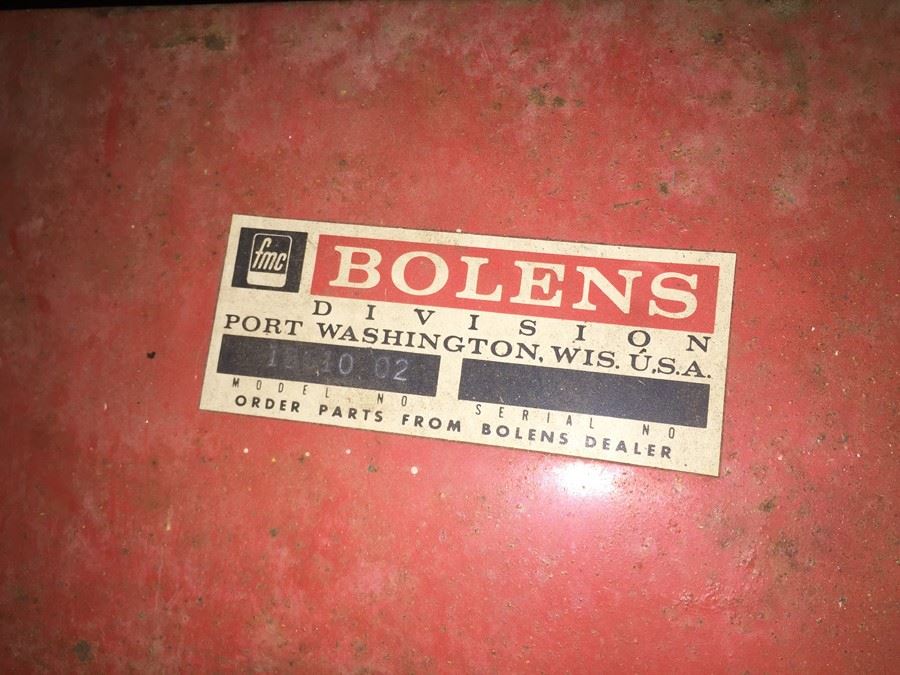 fmc
BOLENS
DIVISION
PORT WASHINGTON, WIS. U.S.A.
10 02
MODEL NO
SERIAL NO
ORDER PARTS FROM BOLENS DEALER